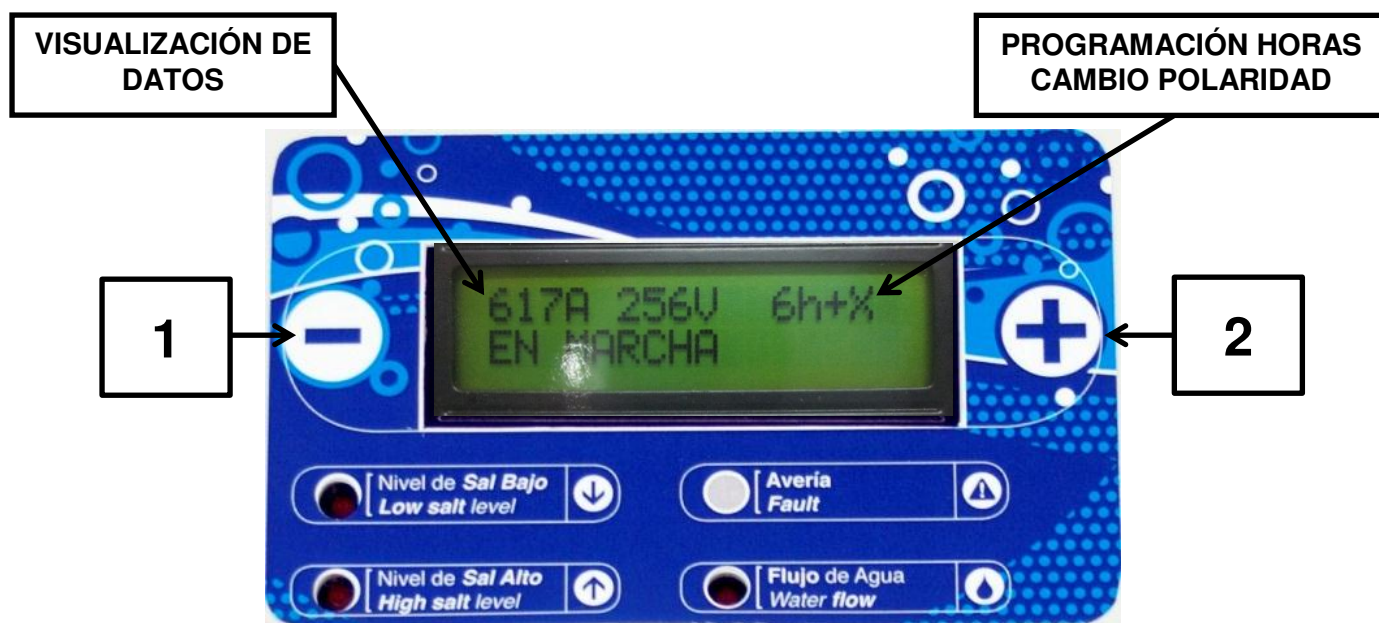 VISUALIZACIÓN DE
DATOS
PROGRAMACIÓN HORAS
CAMBIO POLARIDAD
1
617A 256V 6h+X
EN MARCHA
2
Nivel de Sal Bajo
Low salt level
Avería
Fault
Nivel de Sal Alto
High salt level
Flujo de Agua
Water flow